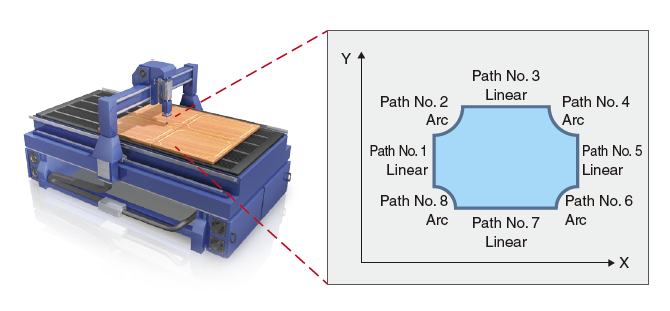 Y
Path No. 3
Linear
Path No. 2
Arc
Path No. 4
Arc
Path No. 1
Linear
Path No. 5
Linear
Path No. 8
Arc
Path No. 6
Arc
Path No. 7
Linear
X